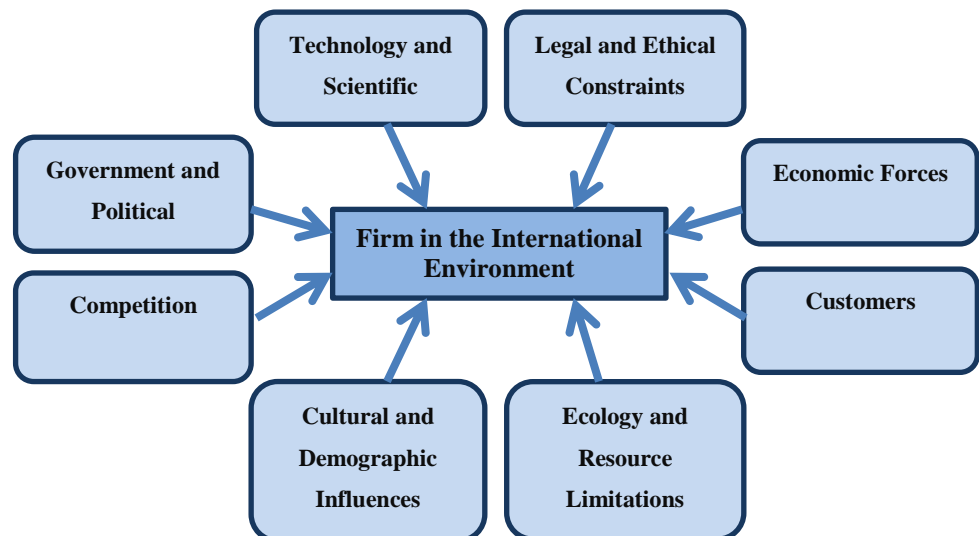 Technology and
Scientific
Legal and Ethical
Constraints
Government and
Political
Economic Forces
Firm in the International
Environment
Competition
Customers
Cultural and
Demographic
Influences
Ecology and
Resource
Limitations